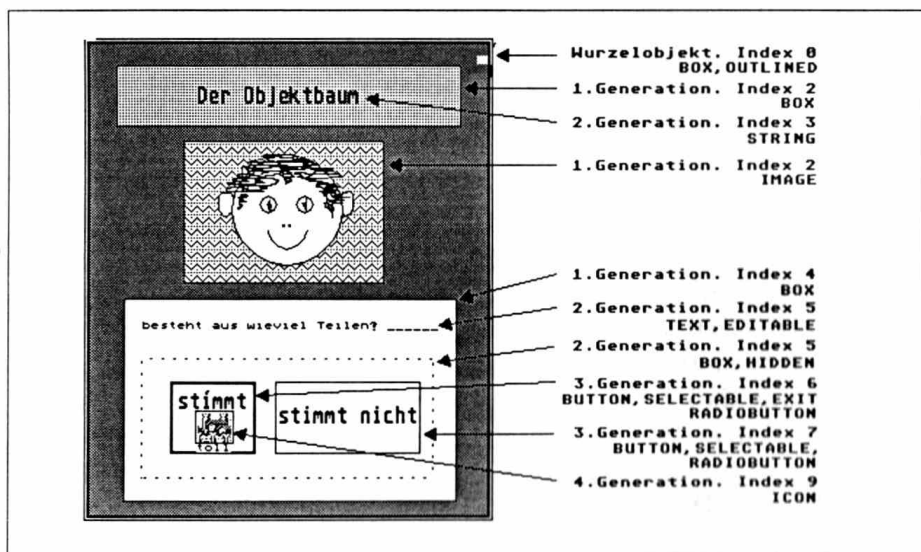 Der Objektbaum
besteht aus wieviel Teilen? ______
stimmt
toll
stimmt nicht
Wurzelobjekt. Index 0
BOX,OUTLINED
1.Generation. Index 2
BOX
2.Generation. Index 3
STRING
1.Generation. Index 2
IMAGE
1.Generation. Index 4
BOX
2.Generation. Index 5
TEXT,EDITABLE
2.Generation. Index 5
BOX,HIDDEN
3.Generation. Index 6
BUTTON,SELECTABLE,EXIT
RADIOBUTTON
3.Generation. Index 7
BUTTON,SELECTABLE,
RADIOBUTTON
4.Generation. Index 9
ICON